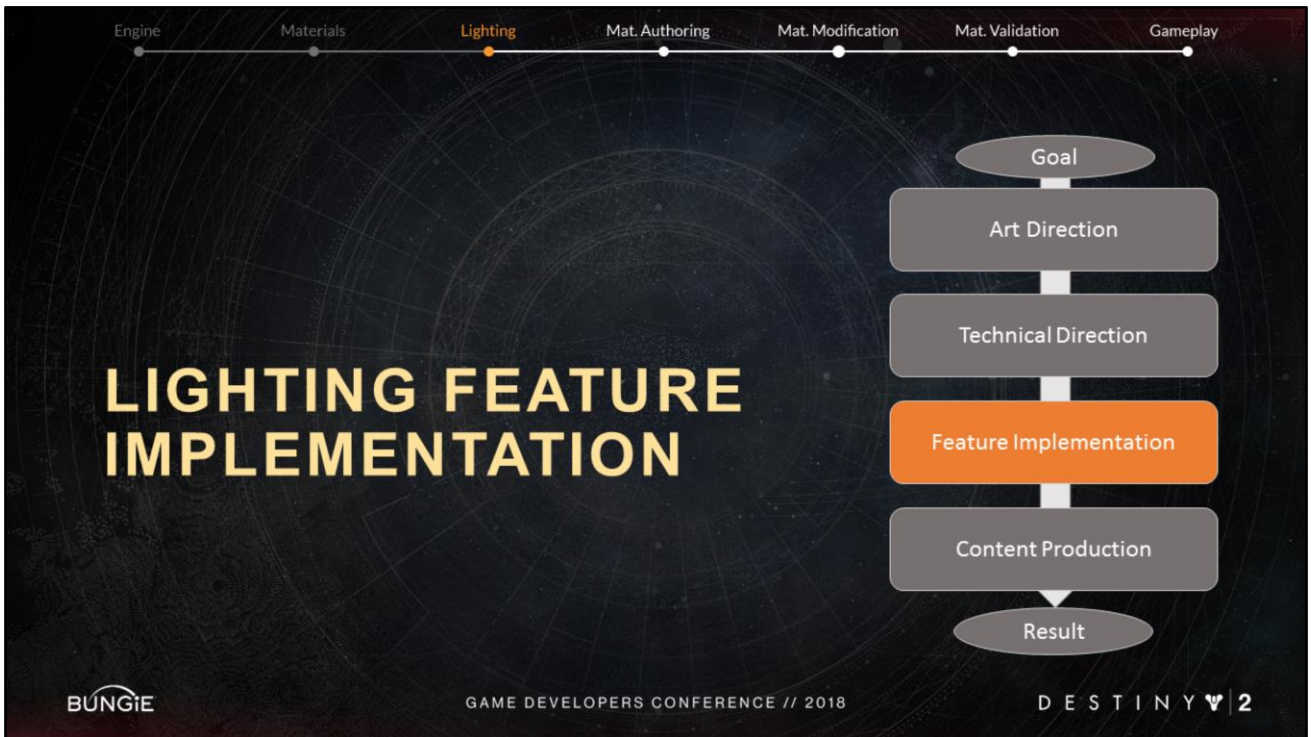 Engine Materials Lighting Mat. Authoring Mat. Modification Mat. Validation Gameplay
LIGHTING FEATURE
IMPLEMENTATION
Goal
Art Direction
Technical Direction
Feature Implementation
Content Production
Result
BUNGiE GAME DEVELOPERS CONFERENCE // 2018 DESTINY 2